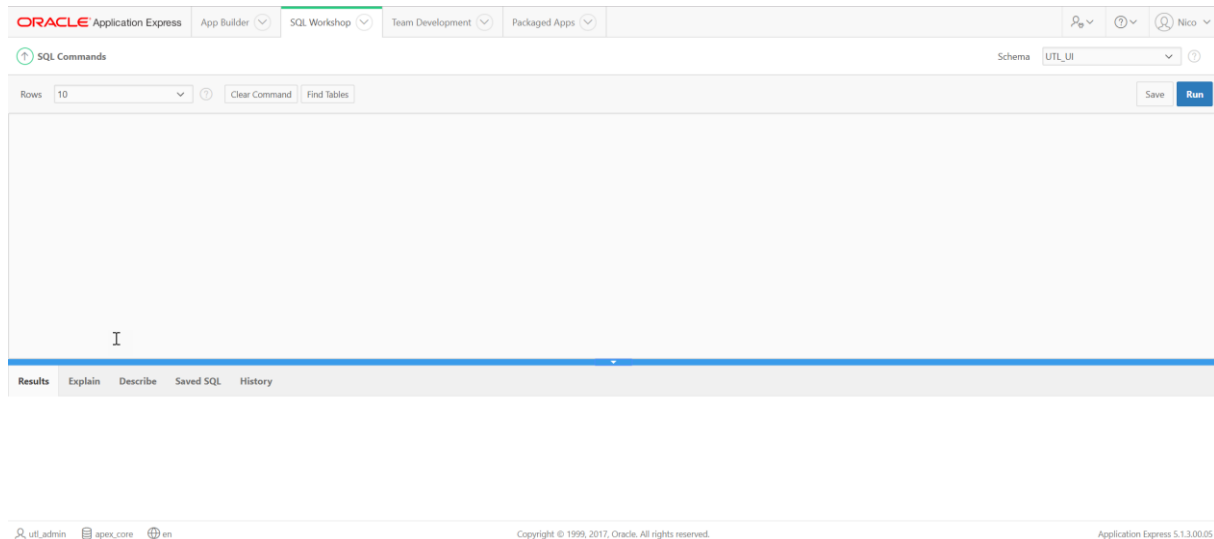 ORACLE Application Express App Builder SQL Workshop Team Development Packaged Apps Nico
SQL Commands Schema UTL_UI
Rows 10 Clear Command Find Tables Save Run
Results Explain Describe Saved SQL History
utl_admin apex_core en Copyright © 1999, 2017, Oracle. All rights reserved. Application Express 5.1.3.00.05